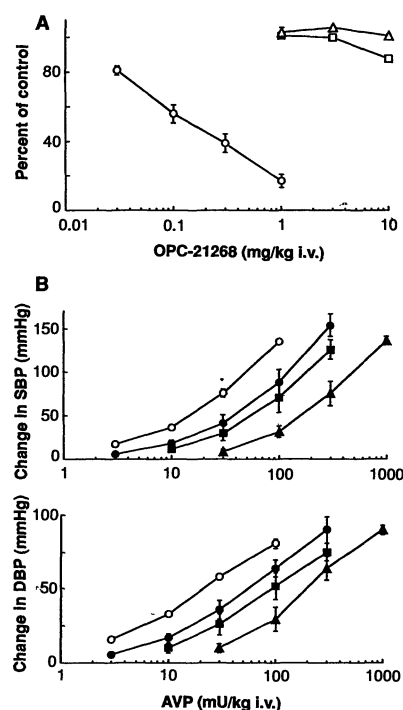 A
Percent of control
80
40
0
0.01 0.1 1 10
OPC-21268 (mg/kg i.v.)
B
Change in SBP (mmHg)
150
100
50
0
1 10 100 1000
Change in DBP (mmHg)
100
50
0
1 10 100 1000
AVP (mU/kg i.v.)